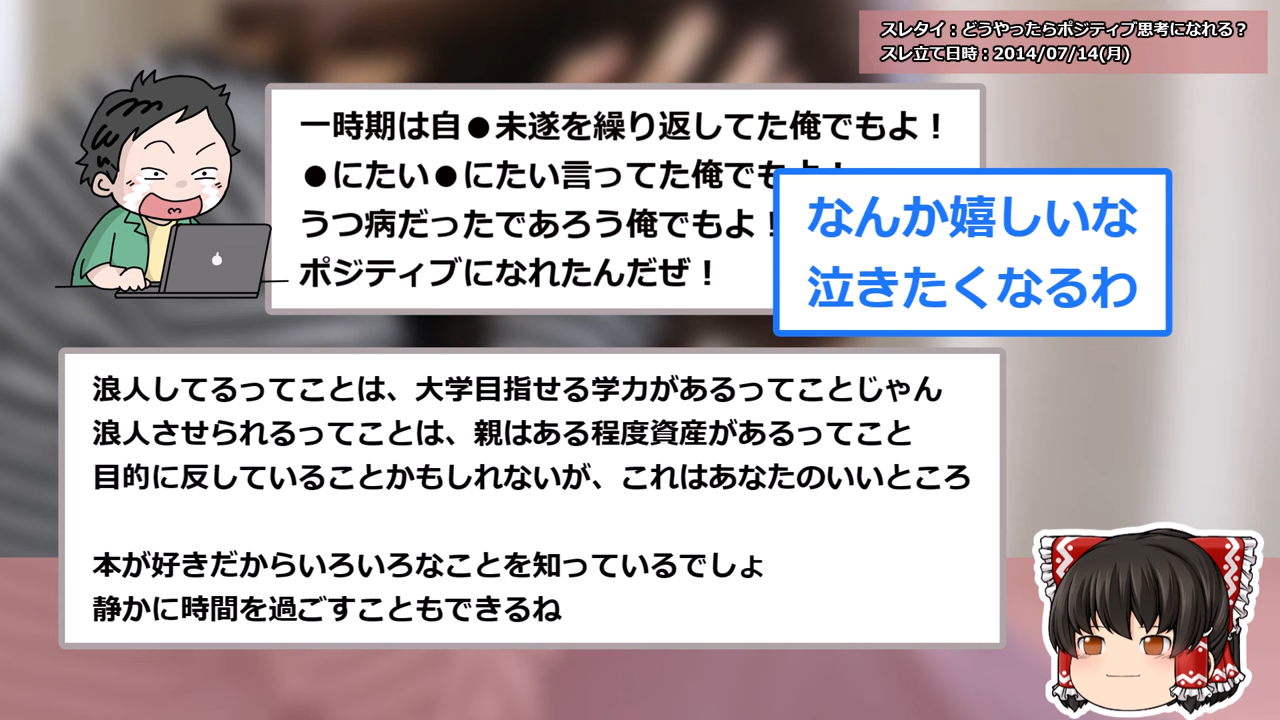 スレタイ：どうやったらポジティブ思考になれる？
スレ立て日時：2014/07/14(月)
一時期は自●未遂を繰り返してた俺でもよ！
●にたい●にたい言ってた俺でもよ！
うつ病だったであろう俺でもよ！
ポジティブになれたんだぜ！
なんか嬉しいな
泣きたくなるわ
浪人してるってことは、大学目指せる学力があるってことじゃん
浪人させられるってことは、親はある程度資産があるってこと
目的に反していることかもしれないが、これはあなたのいいところ
本が好きだからいろいろなことを知っているでしょ
静かに時間を過ごすこともできるね